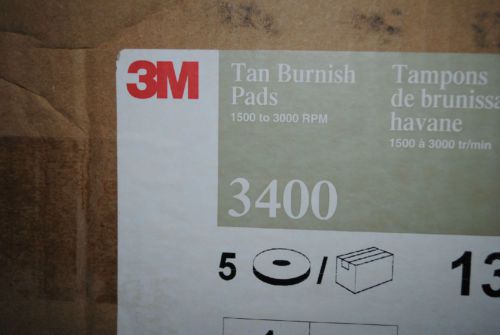 3M
Tan Burnish
Pads
1500 to 3000 RPM
Tampons
de brunissa
havane
1500 à 3000 tr/min
3400
5 /
13